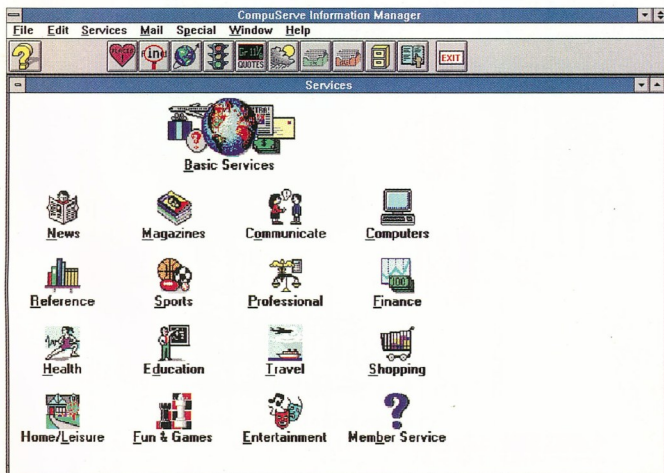 CompuServe Information Manager
File Edit Services Mail Special Window Help
QUOTES EXIT
Services
Basic Services
News Magazines Communicate Computers
Reference Sports Professional Finance
Health Education Travel Shopping
Home/Leisure Fun & Games Entertainment Member Service